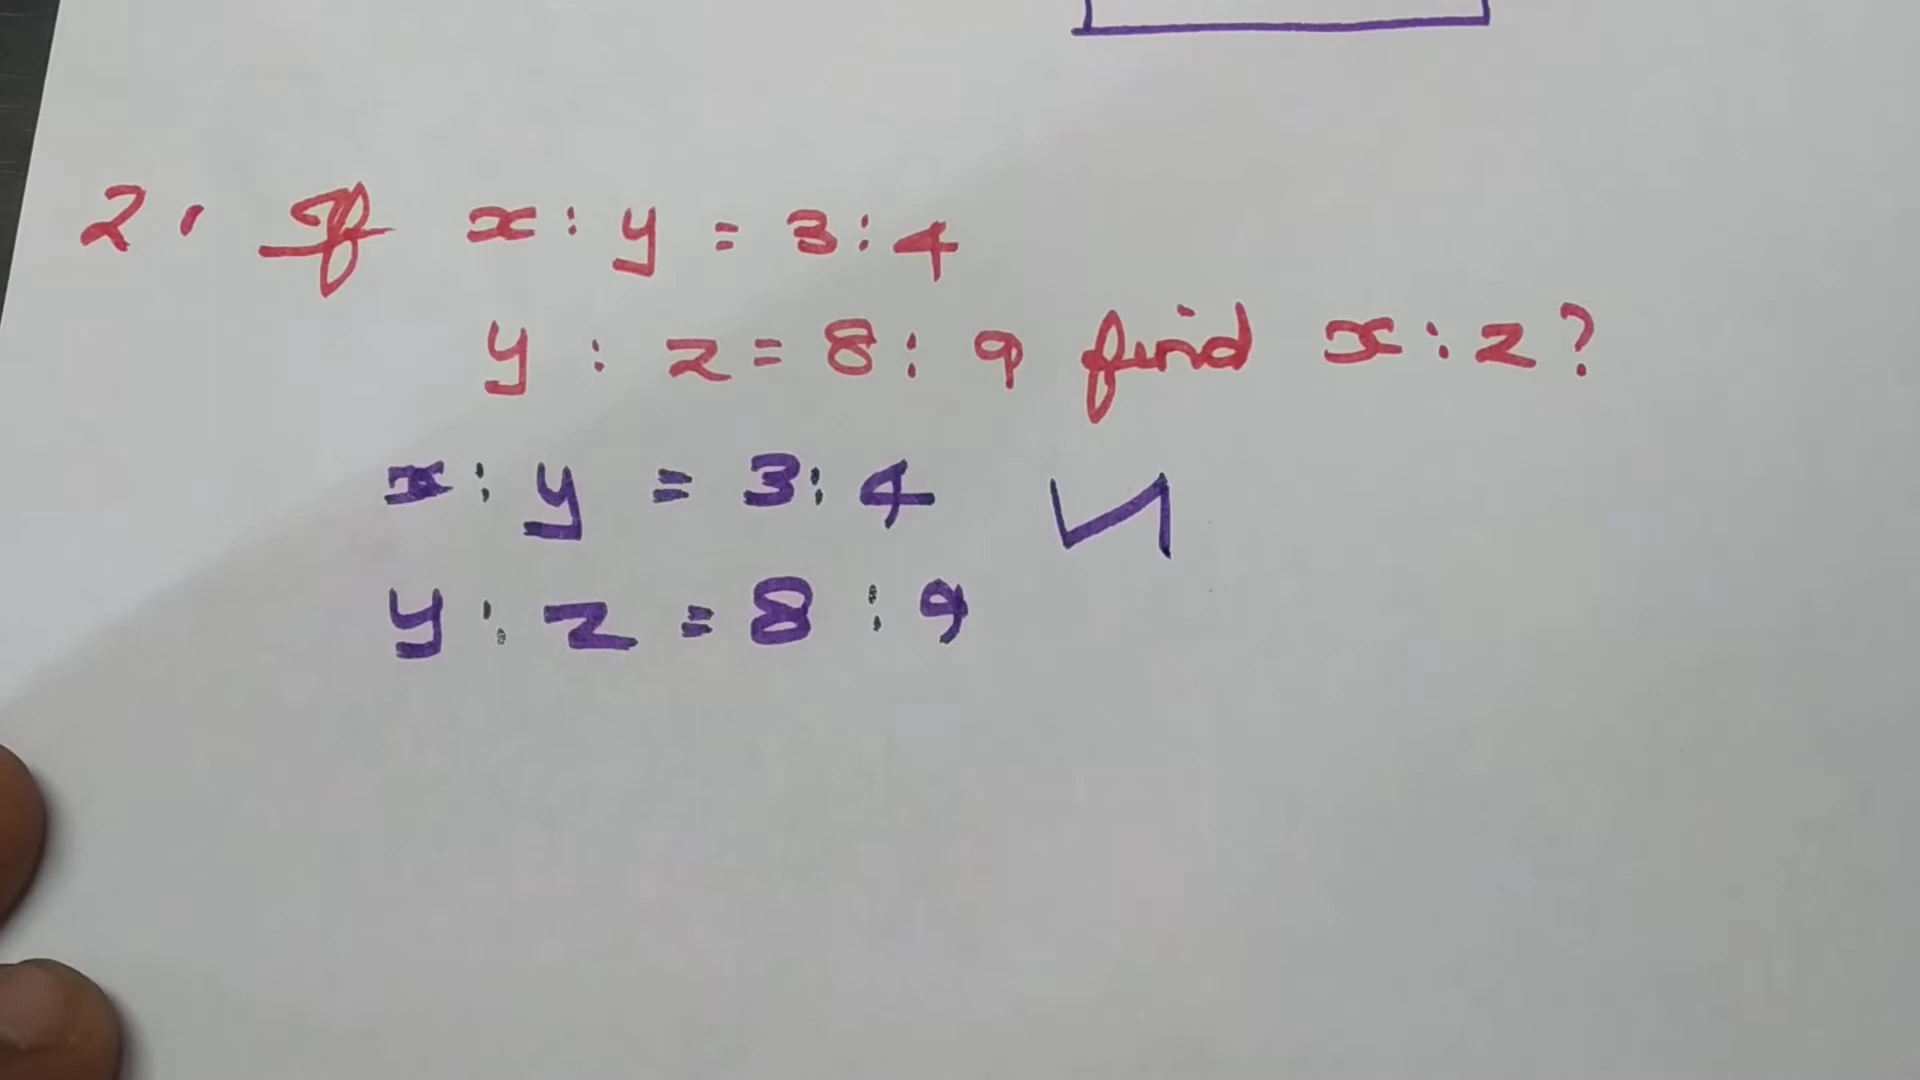 2. If x : y = 3 : 4
y : z = 8 : 9 find x : z ?
x : y = 3 : 4
y : z = 8 : 9